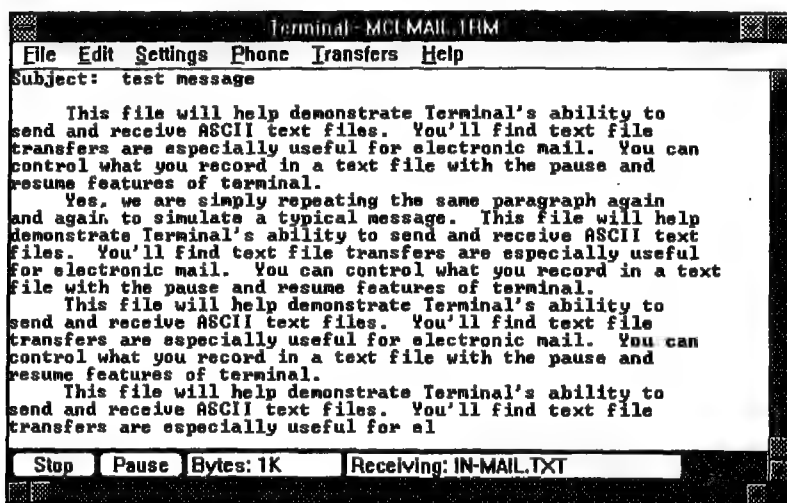 Terminal - MCI-MAIL.TRM
File Edit Settings Phone Transfers Help
Subject: test message
This file will help demonstrate Terminal's ability to
send and receive ASCII text files. You'll find text file
transfers are especially useful for electronic mail. You can
control what you record in a text file with the pause and
resume features of terminal.
Yes, we are simply repeating the same paragraph again
and again to simulate a typical message. This file will help
demonstrate Terminal's ability to send and receive ASCII text
files. You'll find text file transfers are especially useful
for electronic mail. You can control what you record in a text
file with the pause and resume features of terminal.
This file will help demonstrate Terminal's ability to
send and receive ASCII text files. You'll find text file
transfers are especially useful for electronic mail. You can
control what you record in a text file with the pause and
resume features of terminal.
This file will help demonstrate Terminal's ability to
send and receive ASCII text files. You'll find text file
transfers are especially useful for el
Stop Pause Bytes: 1K Receiving: IN-MAIL.TXT